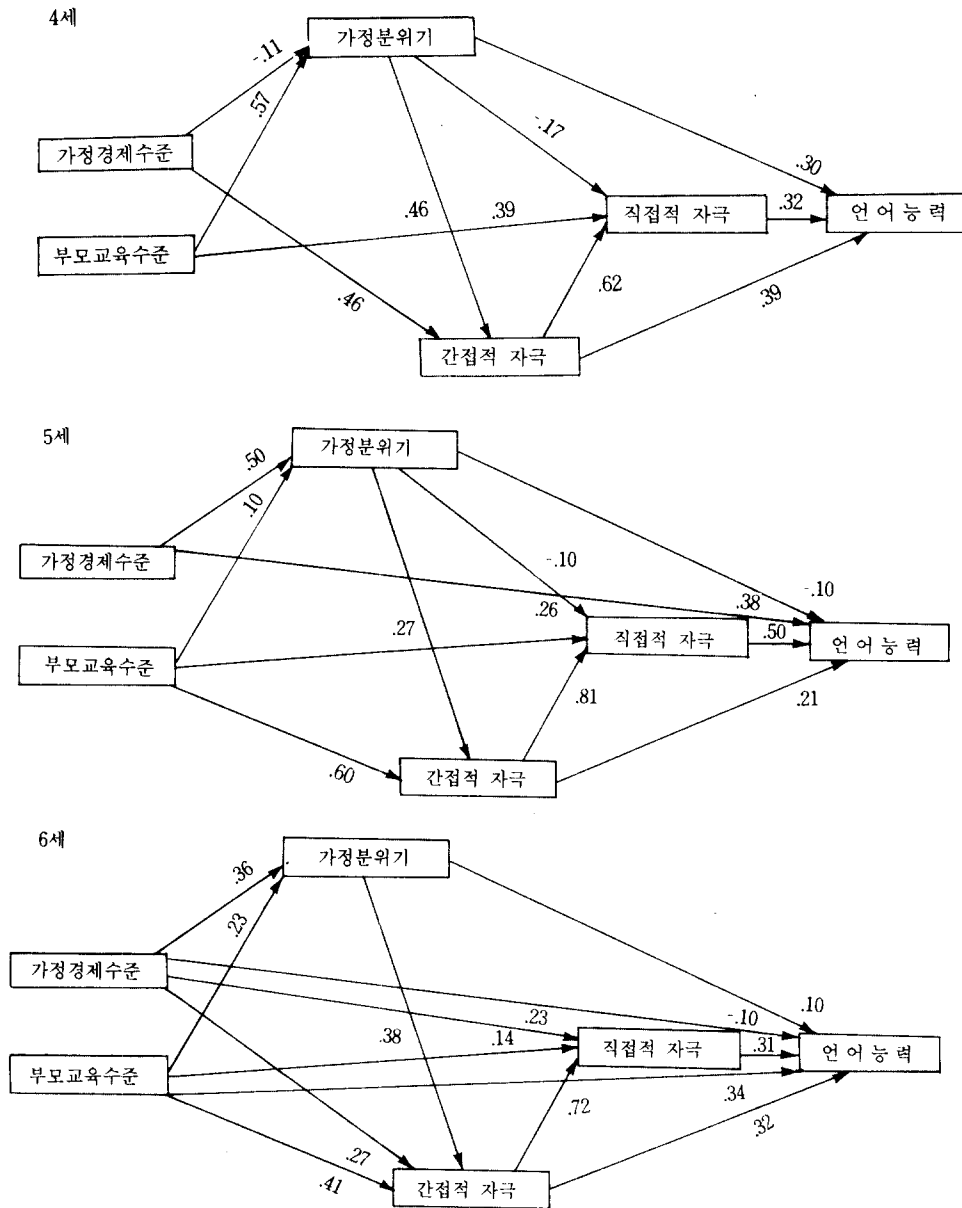 4세
가정분위기
-.11
.57
-.17
가정경제수준
.30
.46
.39
직접적 자극
.32
언어능력
부모교육수준
.46
.62
.39
간접적 자극
5세
가정분위기
.50
.10
가정경제수준
-.10
-.10
.38
.27
.26
직접적 자극
.50
언어능력
부모교육수준
.81
.21
.60
간접적 자극
6세
가정분위기
.36
.23
가정경제수준
.10
.23
-.10
.38
.14
직접적 자극
.31
언어능력
부모교육수준
.34
.72
.32
.27
.41
간접적 자극